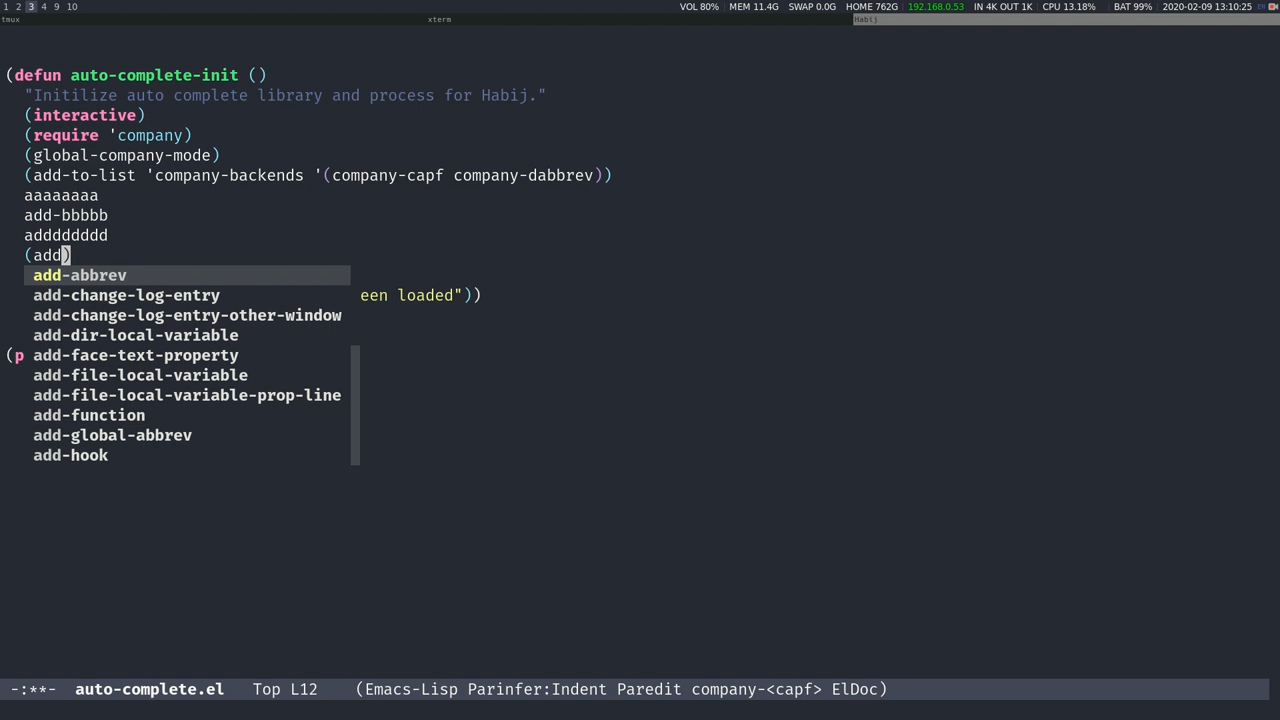 1 2 3 4 9 10 VOL 80% MEM 11.4G SWAP 0.0G HOME 762G 192.168.0.53 IN 4K OUT 1K CPU 13.18% BAT 99% 2020-02-09 13:10:25 EN
tmux xterm Habij
(defun auto-complete-init ()
"Initilize auto complete library and process for Habij."
(interactive)
(require 'company)
(global-company-mode)
(add-to-list 'company-backends '(company-capf company-dabbrev))
aaaaaaaa
add-bbbbb
addddddd
(add)
add-abbrev
add-change-log-entry een loaded"))
add-change-log-entry-other-window
add-dir-local-variable
(p add-face-text-property
add-file-local-variable
add-file-local-variable-prop-line
add-function
add-global-abbrev
add-hook
-:**- auto-complete.el Top L12 (Emacs-Lisp Parinfer:Indent Paredit company-<capf> ElDoc)